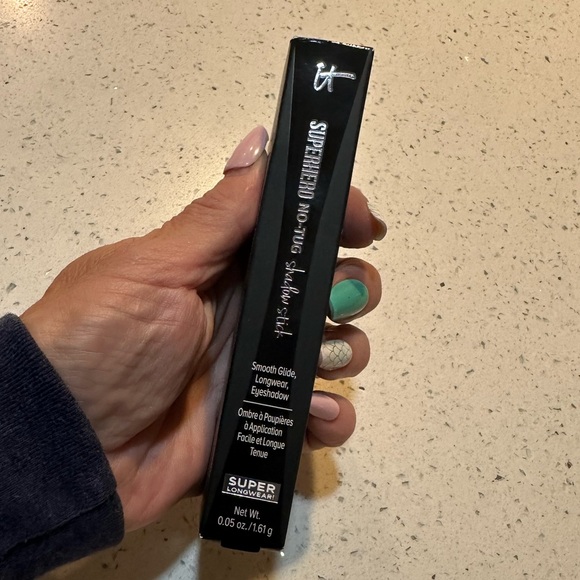 it
SUPERHERO NO-TUG shadow stick
Smooth Glide,
Longwear,
Eyeshadow
Ombre à Paupières
à Application
Facile et Longue
Tenue
SUPER
LONGWEAR!
Net Wt.
0.05 oz./1.61 g